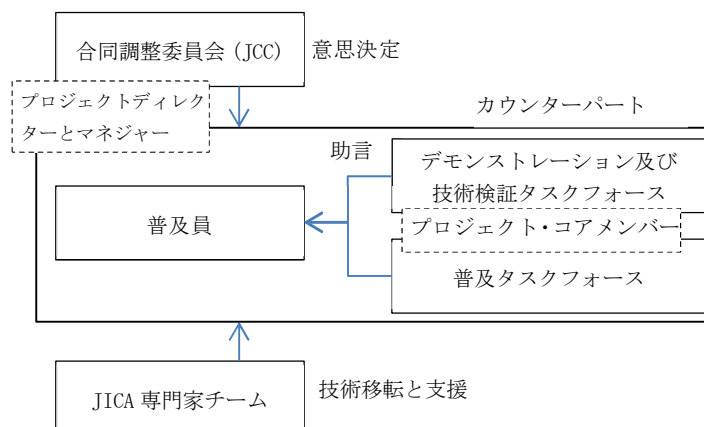 合同調整委員会（JCC）
意思決定
プロジェクトディレク
ターとマネジャー
カウンターパート
助言
デモンストレーション及び
技術検証タスクフォース
普及員
プロジェクト・コアメンバー
普及タスクフォース
JICA 専門家チーム
技術移転と支援